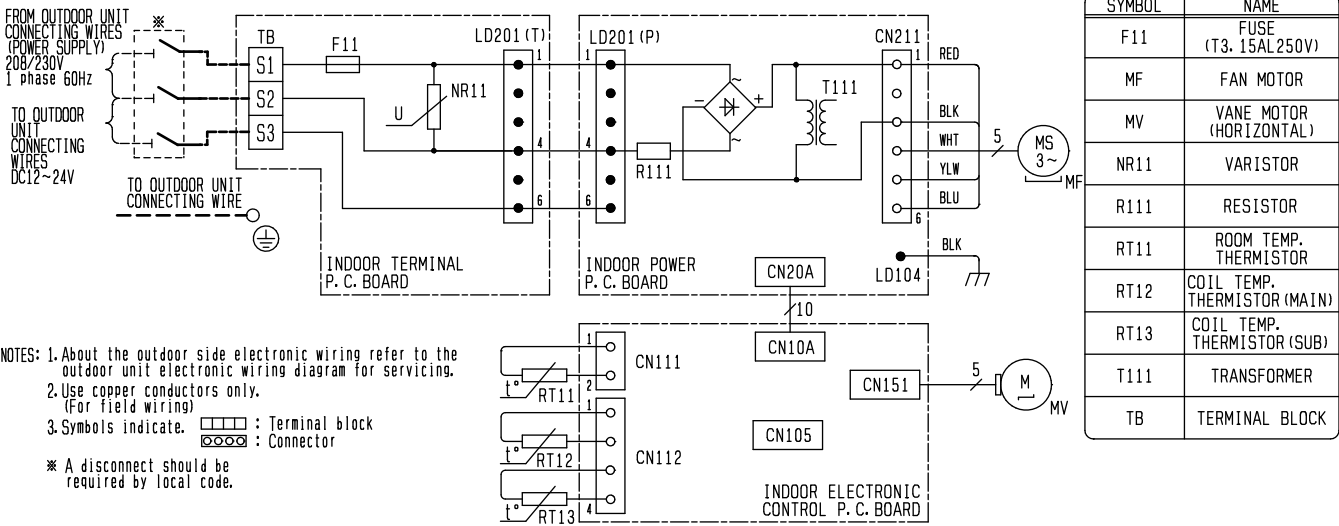 FROM OUTDOOR UNIT
CONNECTING WIRES
(POWER SUPPLY)
208/230V
1 phase 60Hz
※
TO OUTDOOR
UNIT
CONNECTING
WIRES
DC12~24V
TO OUTDOOR UNIT
CONNECTING WIRE
TB
S1
S2
S3
F11
U
NR11
LD201(T)
1
4
6
INDOOR TERMINAL
P.C.BOARD
LD201(P)
1
4
6
R111
~
- +
~
T111
CN211
1
6
RED
BLK
WHT
YLW
BLU
5
MS
3~
MF
BLK
LD104
INDOOR POWER
P.C.BOARD
CN20A
10
CN10A
1
CN111
2
t° RT11
1
t° RT12
CN112
4
t° RT13
CN151
5
M
MV
CN105
INDOOR ELECTRONIC
CONTROL P.C.BOARD
NOTES: 1.About the outdoor side electronic wiring refer to the
outdoor unit electronic wiring diagram for servicing.
2.Use copper conductors only.
(For field wiring)
3.Symbols indicate. : Terminal block
: Connector
※ A disconnect should be
required by local code.
SYMBOL NAME
F11 FUSE
(T3.15AL250V)
MF FAN MOTOR
MV VANE MOTOR
(HORIZONTAL)
NR11 VARISTOR
R111 RESISTOR
RT11 ROOM TEMP.
THERMISTOR
RT12 COIL TEMP.
THERMISTOR(MAIN)
RT13 COIL TEMP.
THERMISTOR(SUB)
T111 TRANSFORMER
TB TERMINAL BLOCK